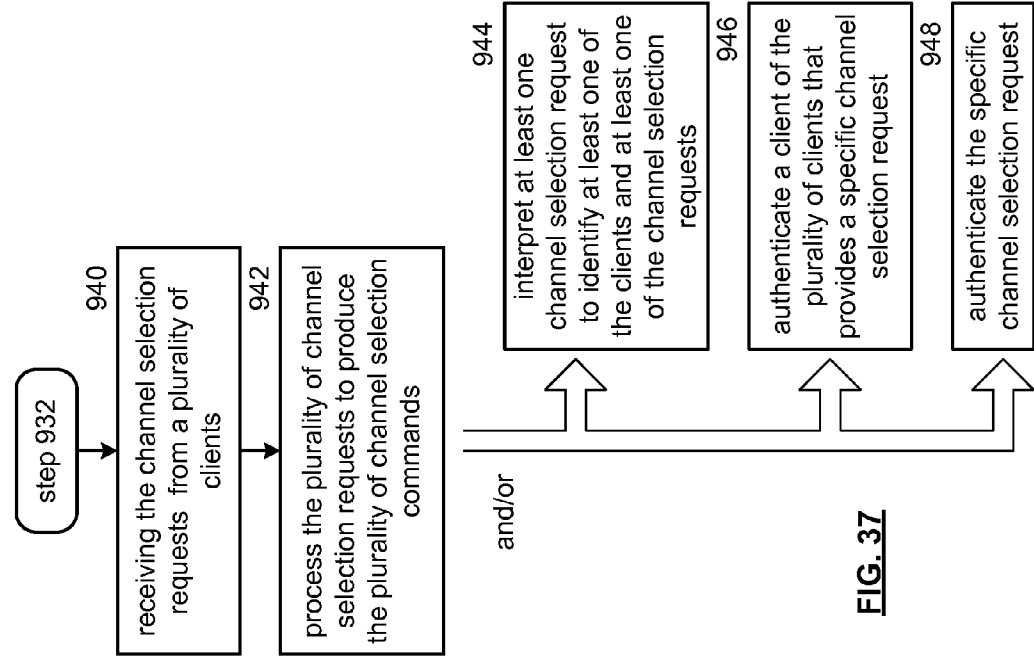 step 932
940
receiving the channel selection
requests from a plurality of
clients
942
process the plurality of channel
selection requests to produce
the plurality of channel selection
commands
and/or
944
interpret at least one
channel selection request
to identify at least one of
the clients and at least one
of the channel selection
requests
946
authenticate a client of the
plurality of clients that
provides a specific channel
selection request
948
authenticate the specific
channel selection request
FIG. 37